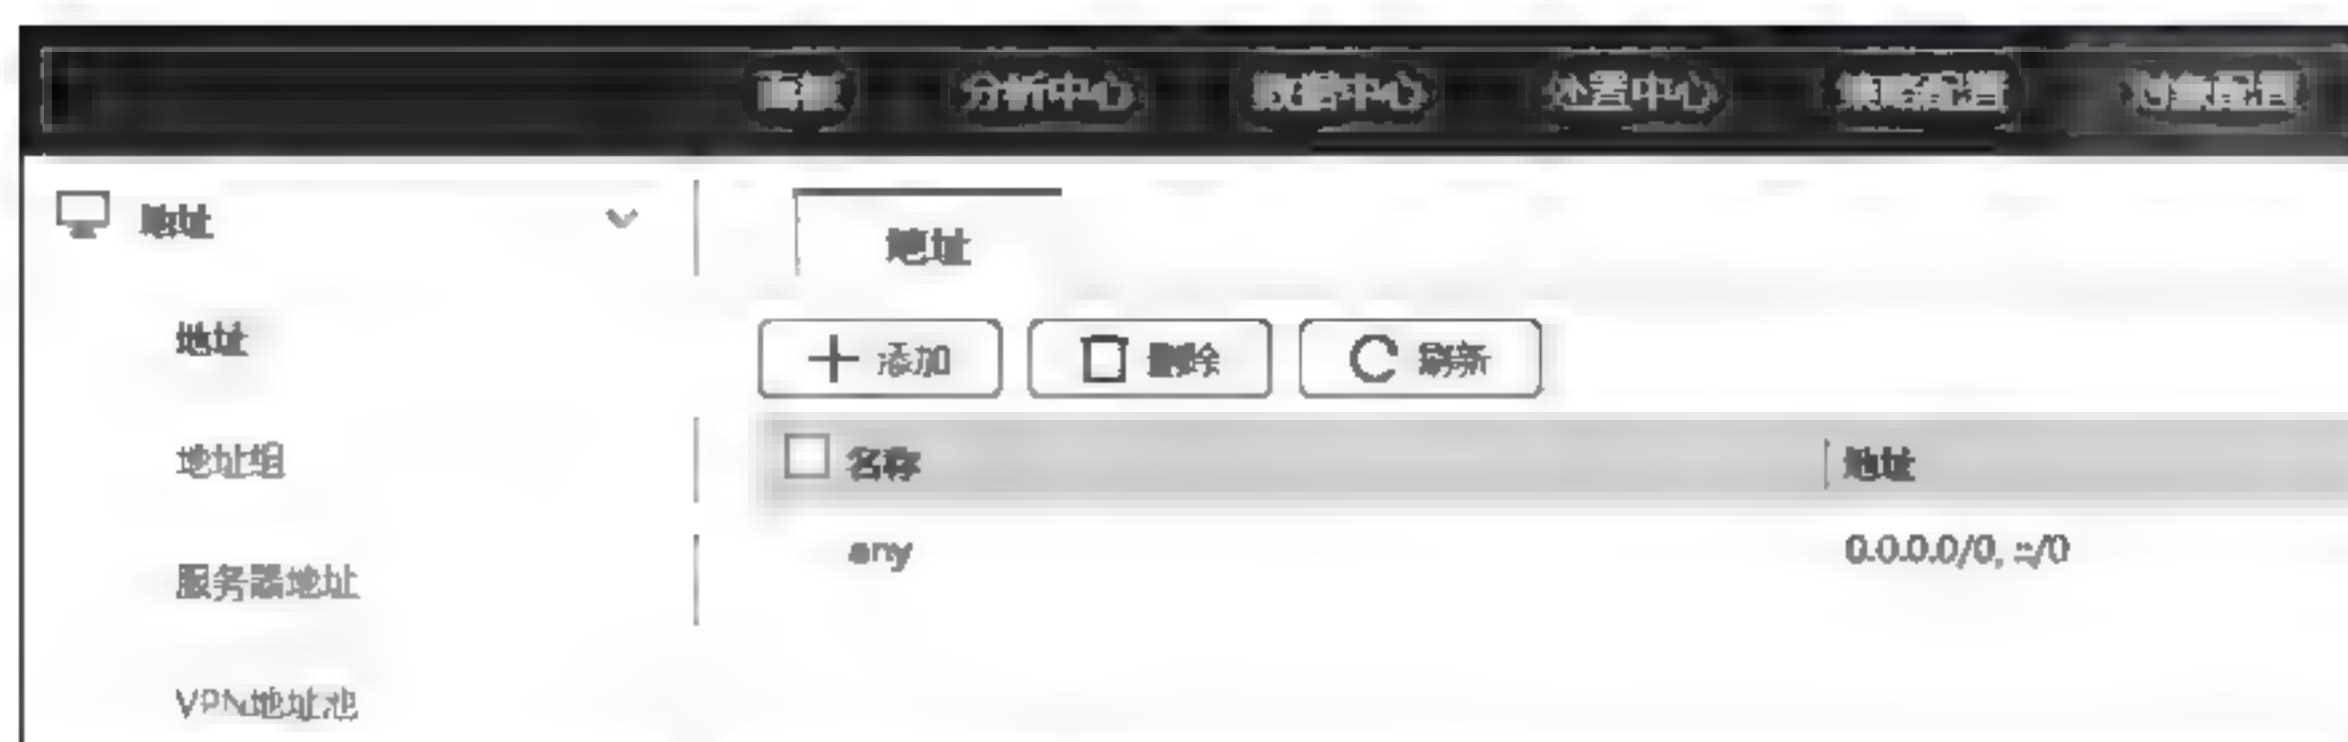 面板 分析中心 数据中心 处置中心 策略配置 对象配置
地址
地址
地址
添加 删除 刷新
地址组
名称 地址
any 0.0.0.0/0, ::/0
服务器地址
VPN地址池